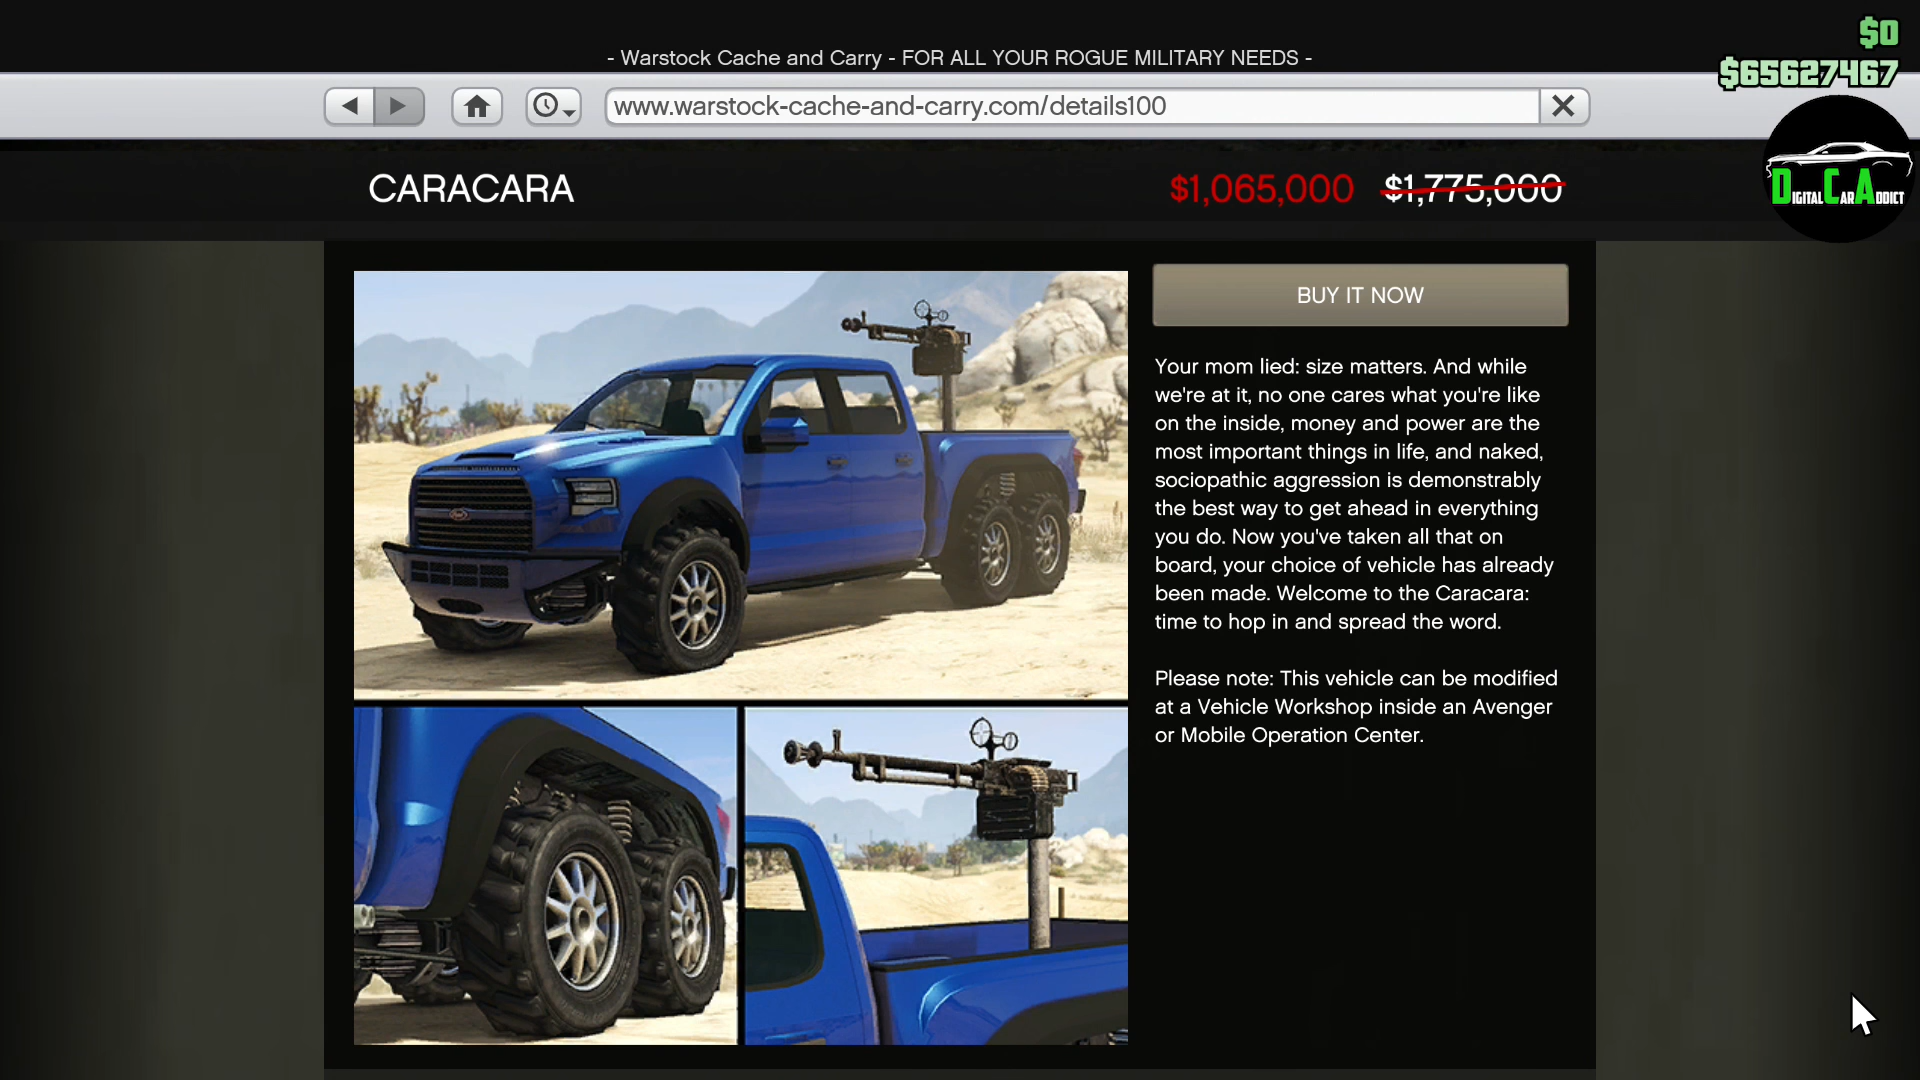 $0
- Warstock Cache and Carry - FOR ALL YOUR ROGUE MILITARY NEEDS -
$65627467
www.warstock-cache-and-carry.com/details100
DIGITALCARADDICT
CARACARA
$1,065,000 $1,775,000
BUY IT NOW
Your mom lied: size matters. And while
we're at it, no one cares what you're like
on the inside, money and power are the
most important things in life, and naked,
sociopathic aggression is demonstrably
the best way to get ahead in everything
you do. Now you've taken all that on
board, your choice of vehicle has already
been made. Welcome to the Caracara:
time to hop in and spread the word.
Please note: This vehicle can be modified
at a Vehicle Workshop inside an Avenger
or Mobile Operation Center.